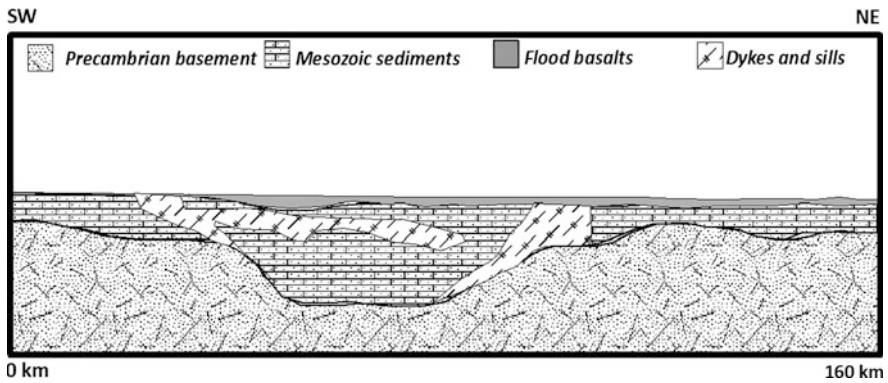 SW NE
Precambrian basement Mesozoic sediments Flood basalts Dykes and sills
0 km 160 km